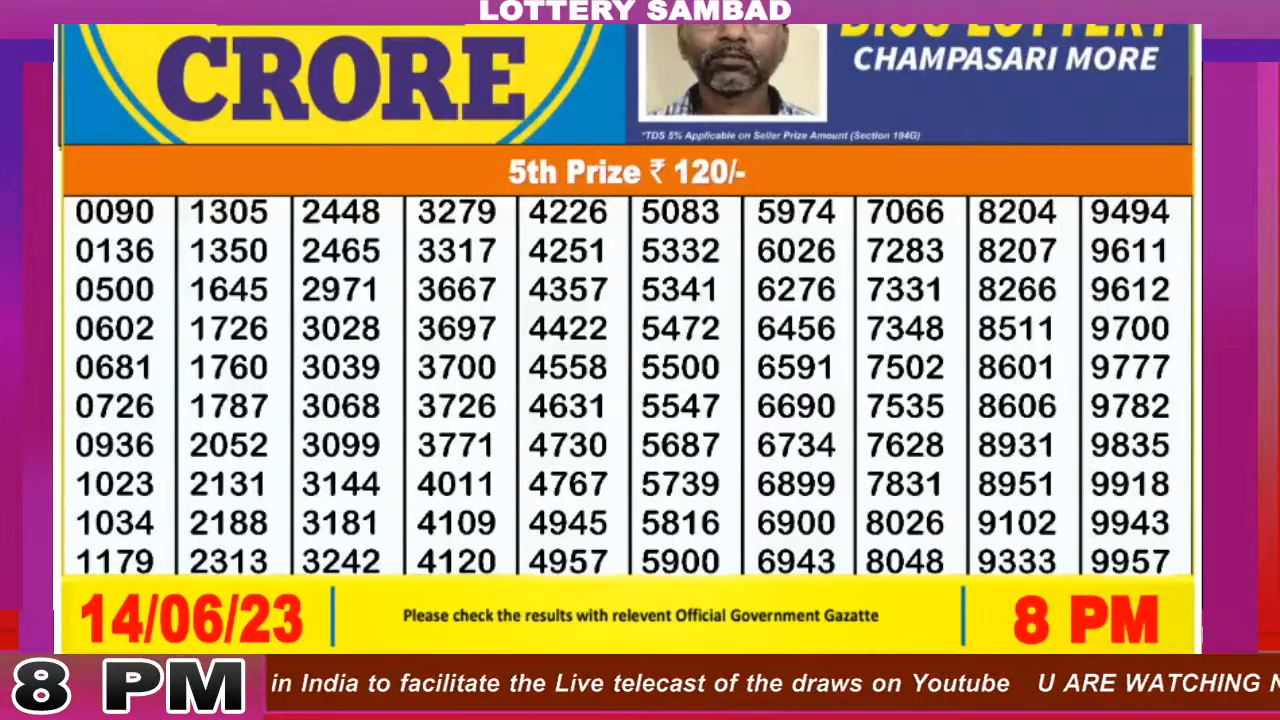 LOTTERY SAMBAD
CRORE
CHAMPASARI MORE
*TDS 5% Applicable on Seller Prize Amount (Section 194G)
5th Prize ₹ 120/-
0090 1305 2448 3279 4226 5083 5974 7066 8204 9494
0136 1350 2465 3317 4251 5332 6026 7283 8207 9611
0500 1645 2971 3667 4357 5341 6276 7331 8266 9612
0602 1726 3028 3697 4422 5472 6456 7348 8511 9700
0681 1760 3039 3700 4558 5500 6591 7502 8601 9777
0726 1787 3068 3726 4631 5547 6690 7535 8606 9782
0936 2052 3099 3771 4730 5687 6734 7628 8931 9835
1023 2131 3144 4011 4767 5739 6899 7831 8951 9918
1034 2188 3181 4109 4945 5816 6900 8026 9102 9943
1179 2313 3242 4120 4957 5900 6943 8048 9333 9957
14/06/23 Please check the results with relevent Official Government Gazatte 8 PM
8 PM in India to facilitate the Live telecast of the draws on Youtube U ARE WATCHING